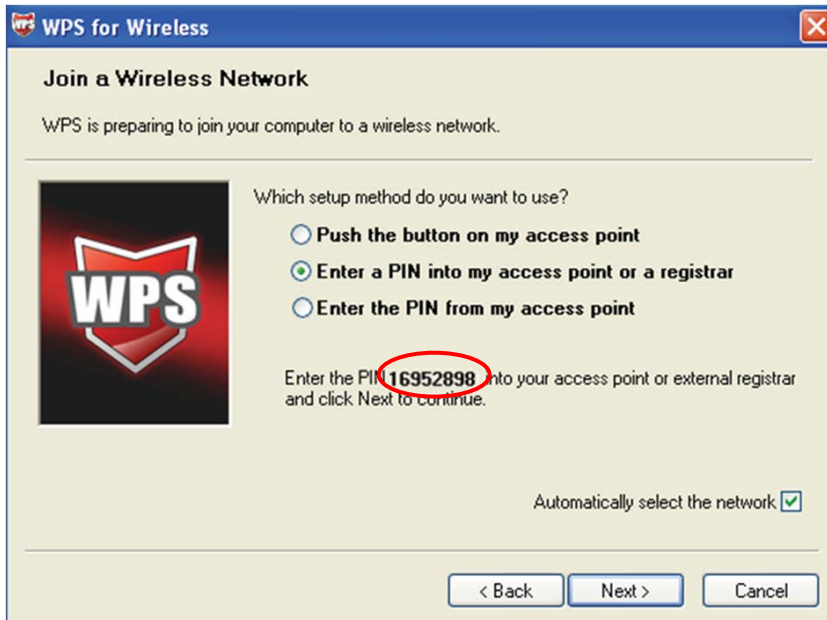 WPS WPS for Wireless
Join a Wireless Network
WPS is preparing to join your computer to a wireless network.
Which setup method do you want to use?
Push the button on my access point
Enter a PIN into my access point or a registrar
Enter the PIN from my access point
WPS
Enter the PIN 16952898 into your access point or external registrar
and click Next to continue.
Automatically select the network
< Back
Next >
Cancel